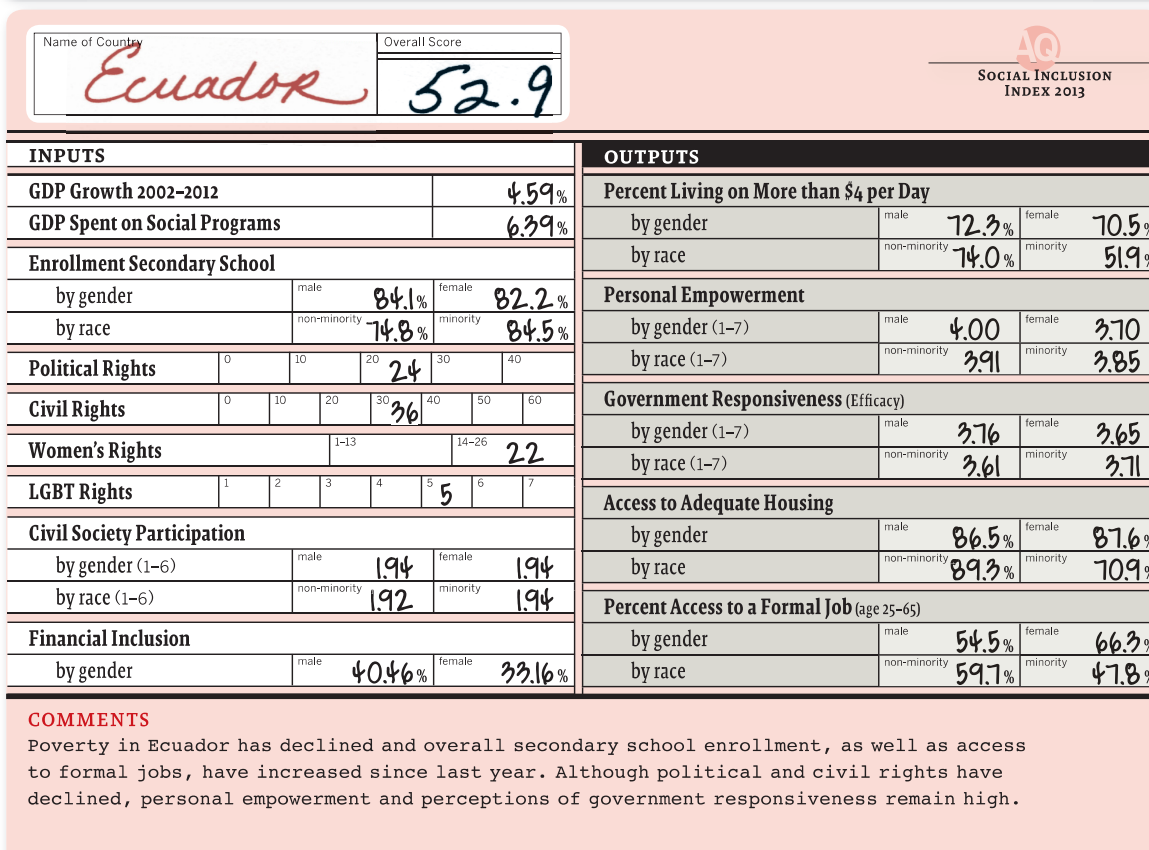 Name of Country
Ecuador
Overall Score
52.9
AQ
SOCIAL INCLUSION
INDEX 2013
INPUTS
GDP Growth 2002–2012 4.59%
GDP Spent on Social Programs 6.39%
Enrollment Secondary School
by gender male 84.1% female 82.2%
by race non-minority 74.8% minority 84.5%
Political Rights 0 10 20 24 30 40
Civil Rights 0 10 20 30 36 40 50 60
Women's Rights 1–13 14–26 22
LGBT Rights 1 2 3 4 5 5 6 7
Civil Society Participation
by gender (1–6) male 1.94 female 1.94
by race (1–6) non-minority 1.92 minority 1.94
Financial Inclusion
by gender male 40.46% female 33.16%
OUTPUTS
Percent Living on More than $4 per Day
by gender male 72.3% female 70.5%
by race non-minority 74.0% minority 51.9%
Personal Empowerment
by gender (1–7) male 4.00 female 3.70
by race (1–7) non-minority 3.91 minority 3.85
Government Responsiveness (Efficacy)
by gender (1–7) male 3.76 female 3.65
by race (1–7) non-minority 3.61 minority 3.71
Access to Adequate Housing
by gender male 86.5% female 87.6%
by race non-minority 89.3% minority 70.9%
Percent Access to a Formal Job (age 25–65)
by gender male 54.5% female 66.3%
by race non-minority 59.7% minority 47.8%
COMMENTS
Poverty in Ecuador has declined and overall secondary school enrollment, as well as access
to formal jobs, have increased since last year. Although political and civil rights have
declined, personal empowerment and perceptions of government responsiveness remain high.